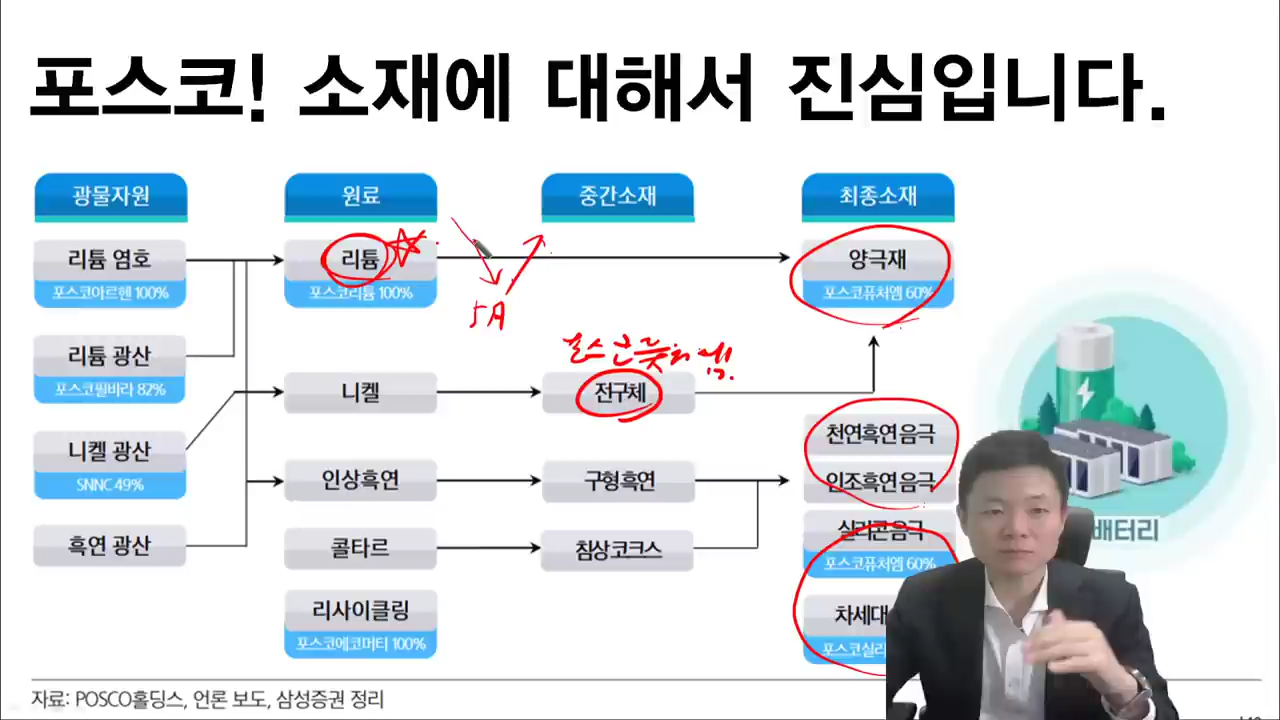 포스코! 소재에 대해서 진심입니다.
광물자원
원료
중간소재
최종소재
리튬 염호
포스코아르헨 100%
리튬
포스코리튬 100%
양극재
포스코퓨처엠 60%
5A
리튬 광산
포스코필바라 82%
니켈
전구체
니켈 광산
SNNC 49%
천연흑연음극
인상흑연
구형흑연
인조흑연음극
흑연 광산
콜타르
침상코크스
실리콘음극
포스코퓨처엠 60%
배터리
리사이클링
포스코에코머티 100%
차세대
포스코실리
자료: POSCO홀딩스, 언론 보도, 삼성증권 정리